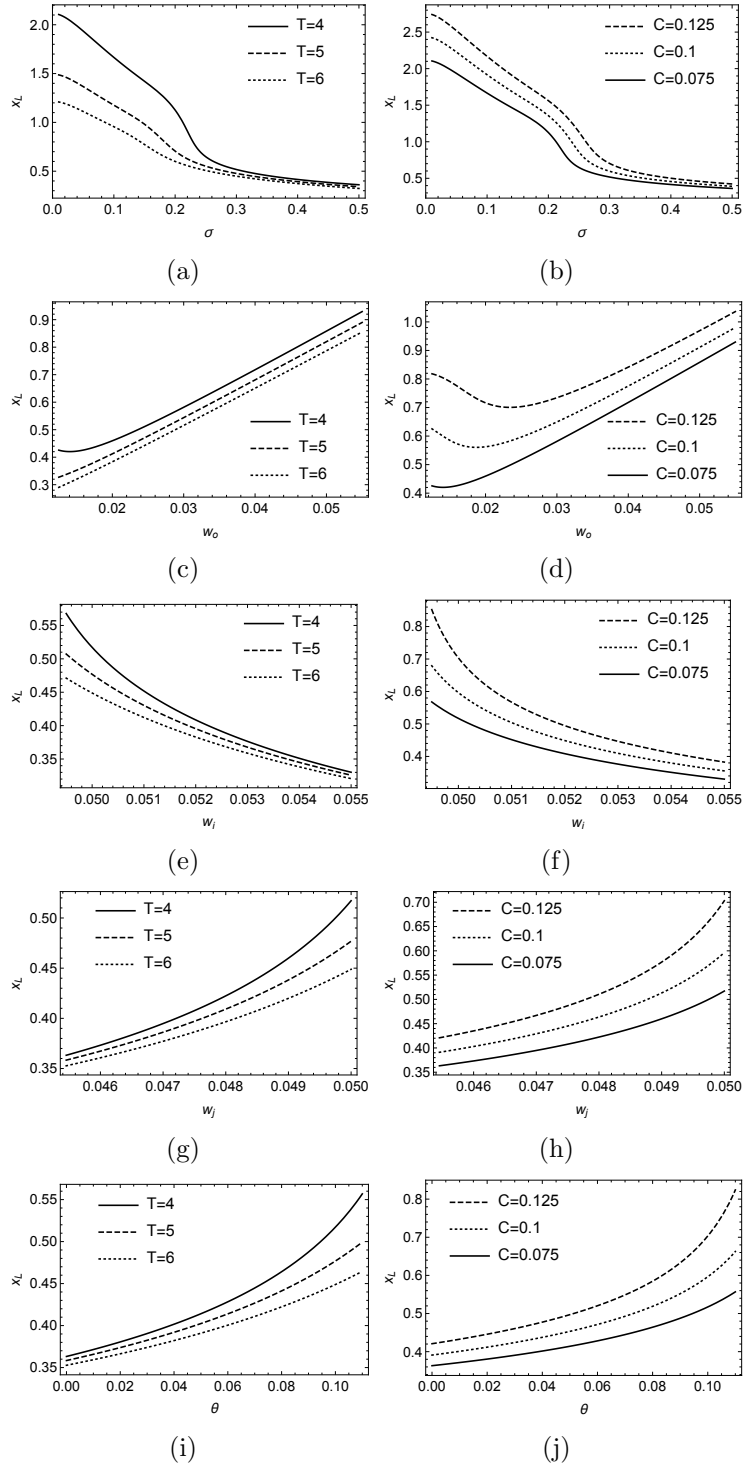 2.0
1.5
1.0
0.5
0.0 0.1 0.2 0.3 0.4 0.5
x_L
σ
T=4
T=5
T=6
(a)
2.5
2.0
1.5
1.0
0.5
0.0 0.1 0.2 0.3 0.4 0.5
x_L
σ
C=0.125
C=0.1
C=0.075
(b)
0.9
0.8
0.7
0.6
0.5
0.4
0.3
0.02 0.03 0.04 0.05
x_L
w_o
T=4
T=5
T=6
(c)
1.0
0.9
0.8
0.7
0.6
0.5
0.4
0.02 0.03 0.04 0.05
x_L
w_o
C=0.125
C=0.1
C=0.075
(d)
0.55
0.50
0.45
0.40
0.35
0.050 0.051 0.052 0.053 0.054 0.055
x_L
w_i
T=4
T=5
T=6
(e)
0.8
0.7
0.6
0.5
0.4
0.050 0.051 0.052 0.053 0.054 0.055
x_L
w_i
C=0.125
C=0.1
C=0.075
(f)
0.50
0.45
0.40
0.35
0.046 0.047 0.048 0.049 0.050
x_L
w_j
T=4
T=5
T=6
(g)
0.70
0.65
0.60
0.55
0.50
0.45
0.40
0.35
0.046 0.047 0.048 0.049 0.050
x_L
w_j
C=0.125
C=0.1
C=0.075
(h)
0.55
0.50
0.45
0.40
0.35
0.00 0.02 0.04 0.06 0.08 0.10
x_L
θ
T=4
T=5
T=6
(i)
0.8
0.7
0.6
0.5
0.4
0.00 0.02 0.04 0.06 0.08 0.10
x_L
θ
C=0.125
C=0.1
C=0.075
(j)